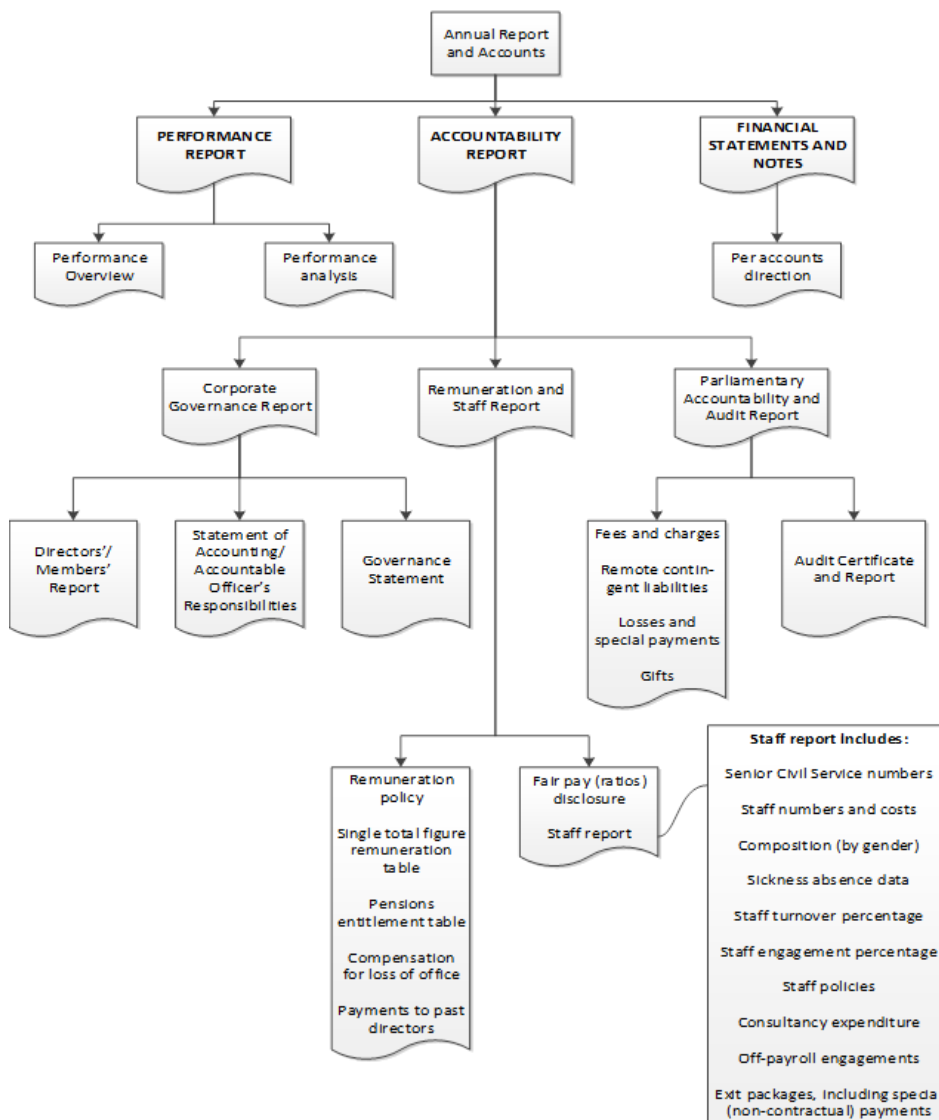 Annual Report
and Accounts
PERFORMANCE
REPORT
ACCOUNTABILITY
REPORT
FINANCIAL
STATEMENTS AND
NOTES
Performance
Overview
Performance
analysis
Per accounts
direction
Corporate
Governance Report
Remuneration and
Staff Report
Parliamentary
Accountability and
Audit Report
Directors'/
Members'
Report
Statement of
Accounting/
Accountable
Officer's
Responsibilities
Governance
Statement
Fees and charges
Remote contin-
gent liabilities
Losses and
special payments
Gifts
Audit Certificate
and Report
Remuneration
policy
Single total figure
remuneration
table
Pensions
entitlement table
Compensation
for loss of office
Payments to past
directors
Fair pay (ratios)
disclosure
Staff report
Staff report includes:
Senior Civil Service numbers
Staff numbers and costs
Composition (by gender)
Sickness absence data
Staff turnover percentage
Staff engagement percentage
Staff policies
Consultancy expenditure
Off-payroll engagements
Exit packages, including specia
(non-contractual) payments